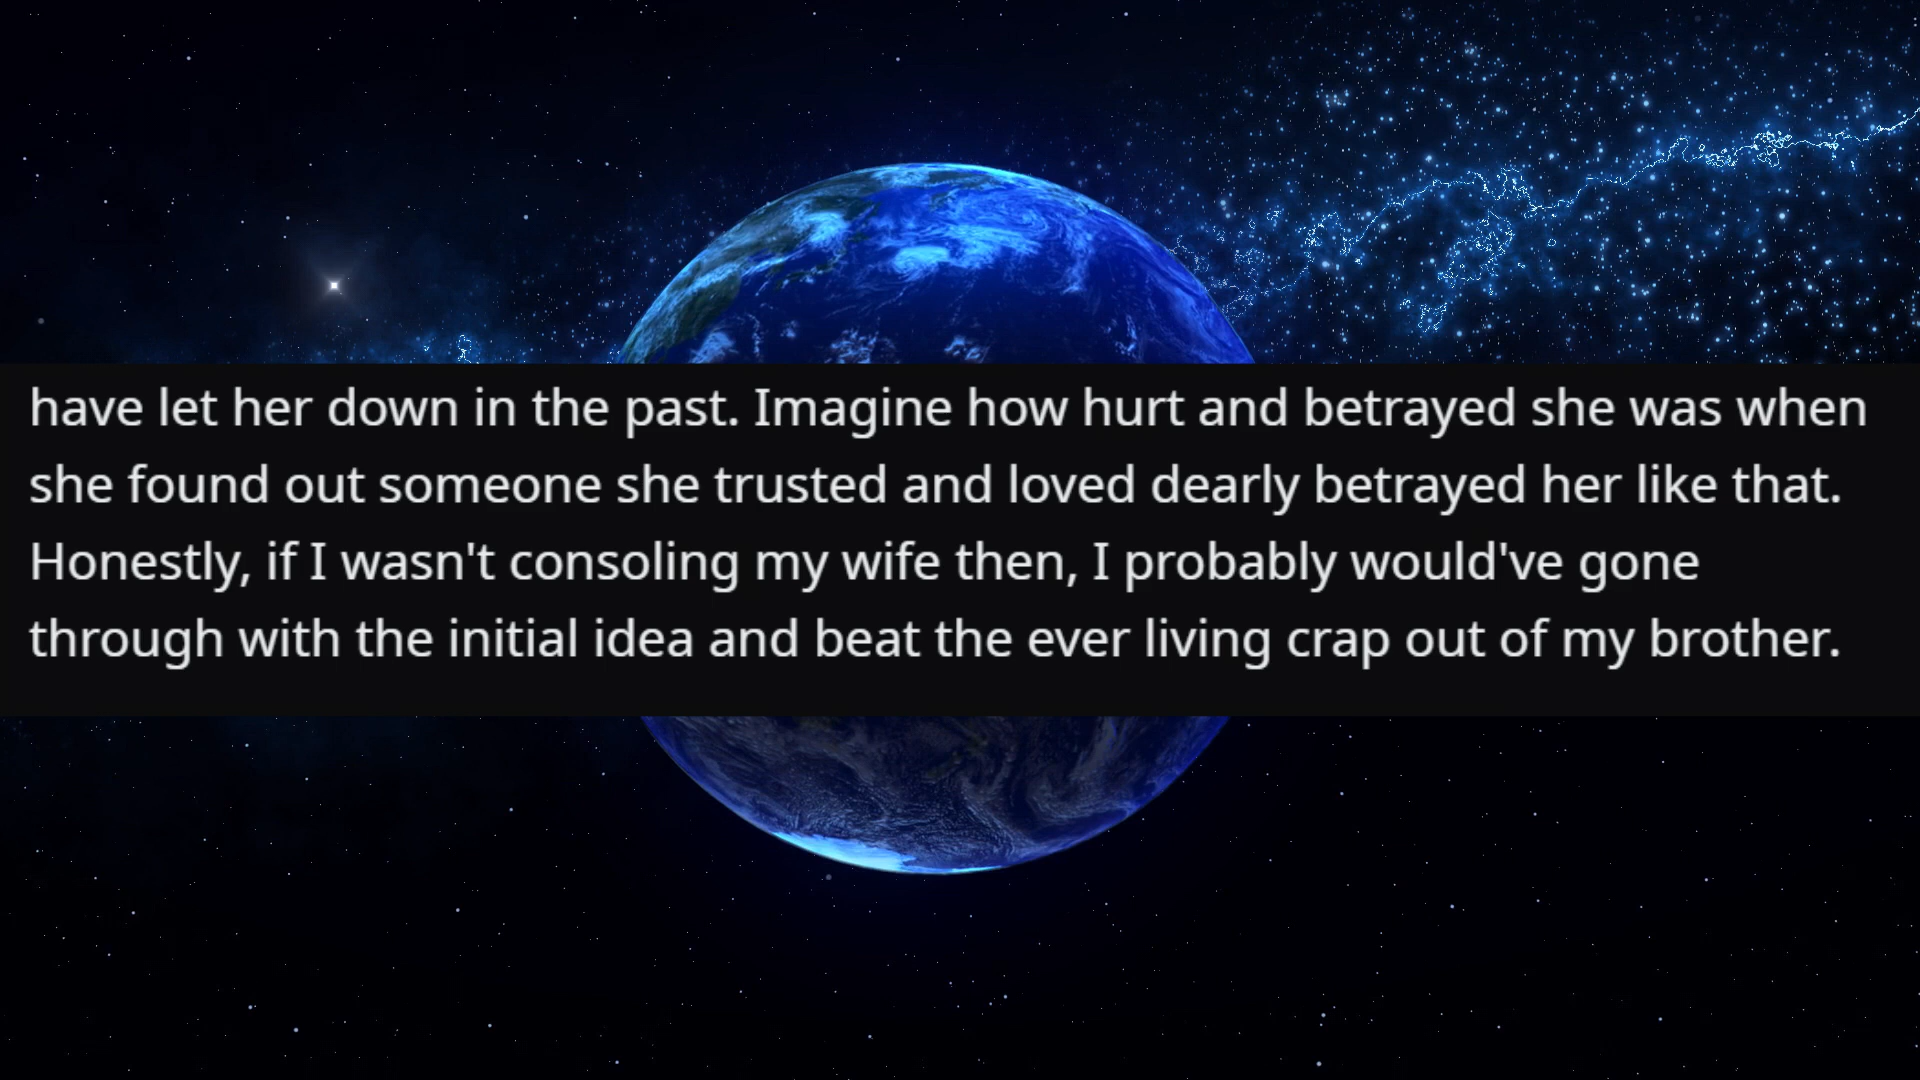 have let her down in the past. Imagine how hurt and betrayed she was when
she found out someone she trusted and loved dearly betrayed her like that.
Honestly, if I wasn't consoling my wife then, I probably would've gone
through with the initial idea and beat the ever living crap out of my brother.